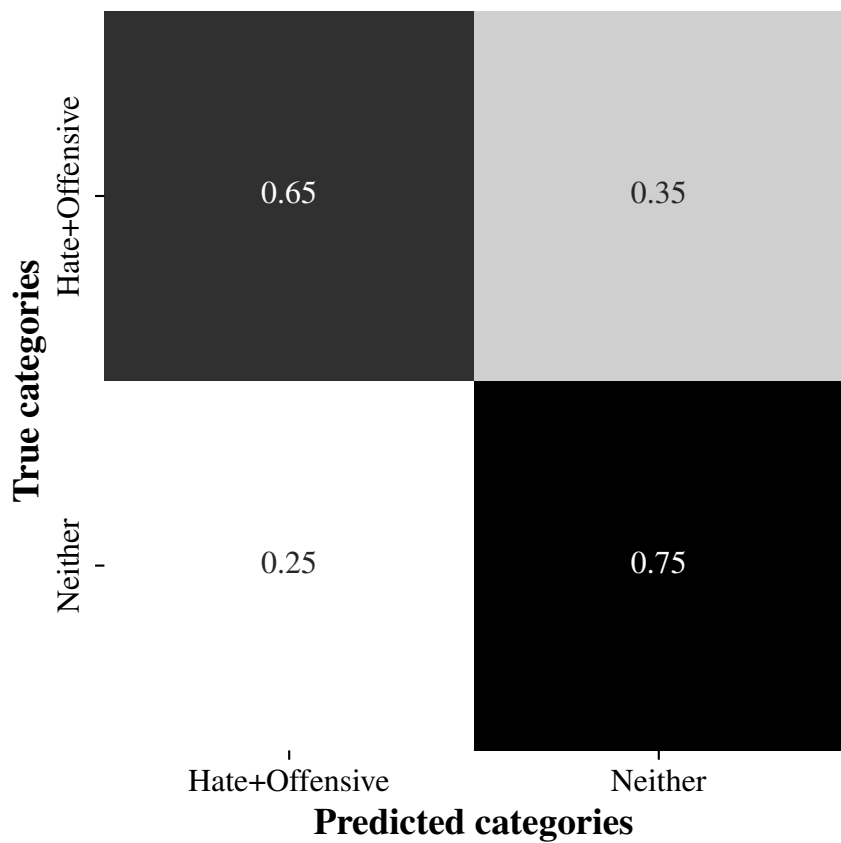 True categories
Hate+Offensive
0.65
0.35
Neither
0.25
0.75
Hate+Offensive
Neither
Predicted categories